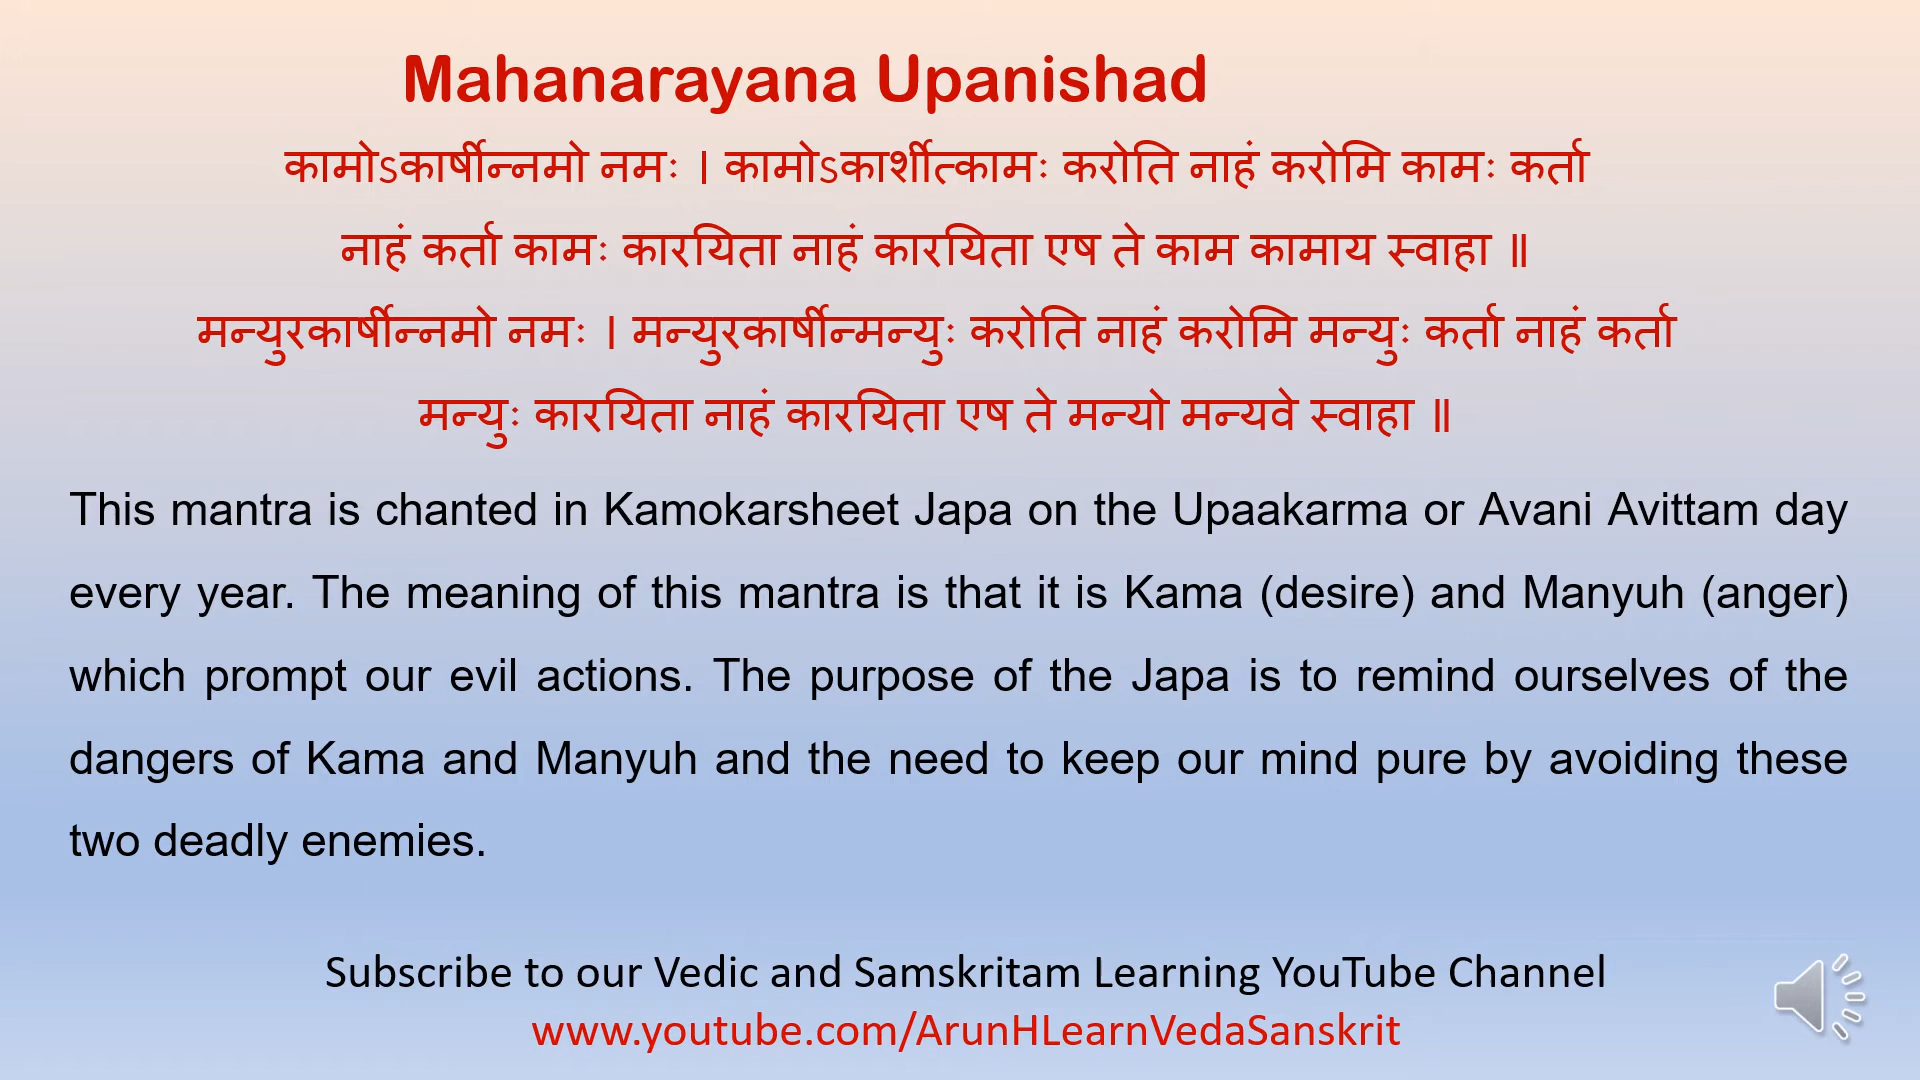 Mahanarayana Upanishad
कामोऽकार्षीन्नमो नमः । कामोऽकार्शीत्कामः करोति नाहं करोमि कामः कर्ता
नाहं कर्ता कामः कारयिता नाहं कारयिता एष ते काम कामाय स्वाहा ॥
मन्युरकार्षीन्नमो नमः । मन्युरकार्षीन्मन्युः करोति नाहं करोमि मन्युः कर्ता नाहं कर्ता
मन्युः कारयिता नाहं कारयिता एष ते मन्यो मन्यवे स्वाहा ॥
This mantra is chanted in Kamokarsheet Japa on the Upaakarma or Avani Avittam day
every year. The meaning of this mantra is that it is Kama (desire) and Manyuh (anger)
which prompt our evil actions. The purpose of the Japa is to remind ourselves of the
dangers of Kama and Manyuh and the need to keep our mind pure by avoiding these
two deadly enemies.
Subscribe to our Vedic and Samskritam Learning YouTube Channel
www.youtube.com/ArunHLearnVedaSanskrit